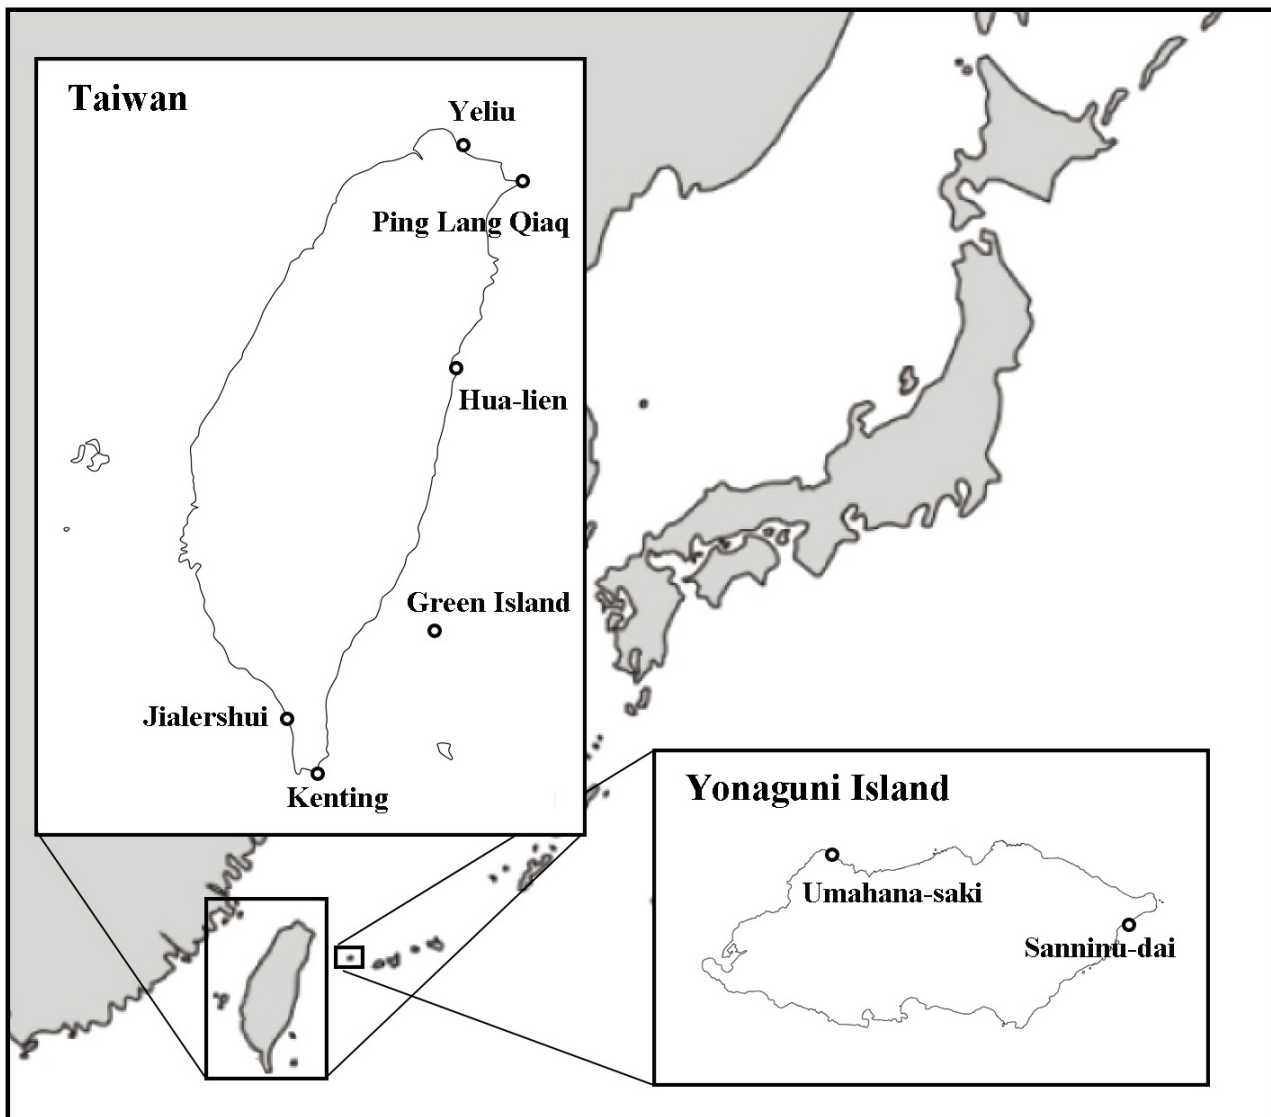 Taiwan
Yeliu
Ping Lang Qiaq
Hua-lien
Green Island
Jialershui
Kenting
Yonaguni Island
Umahana-saki
Sanninu-dai